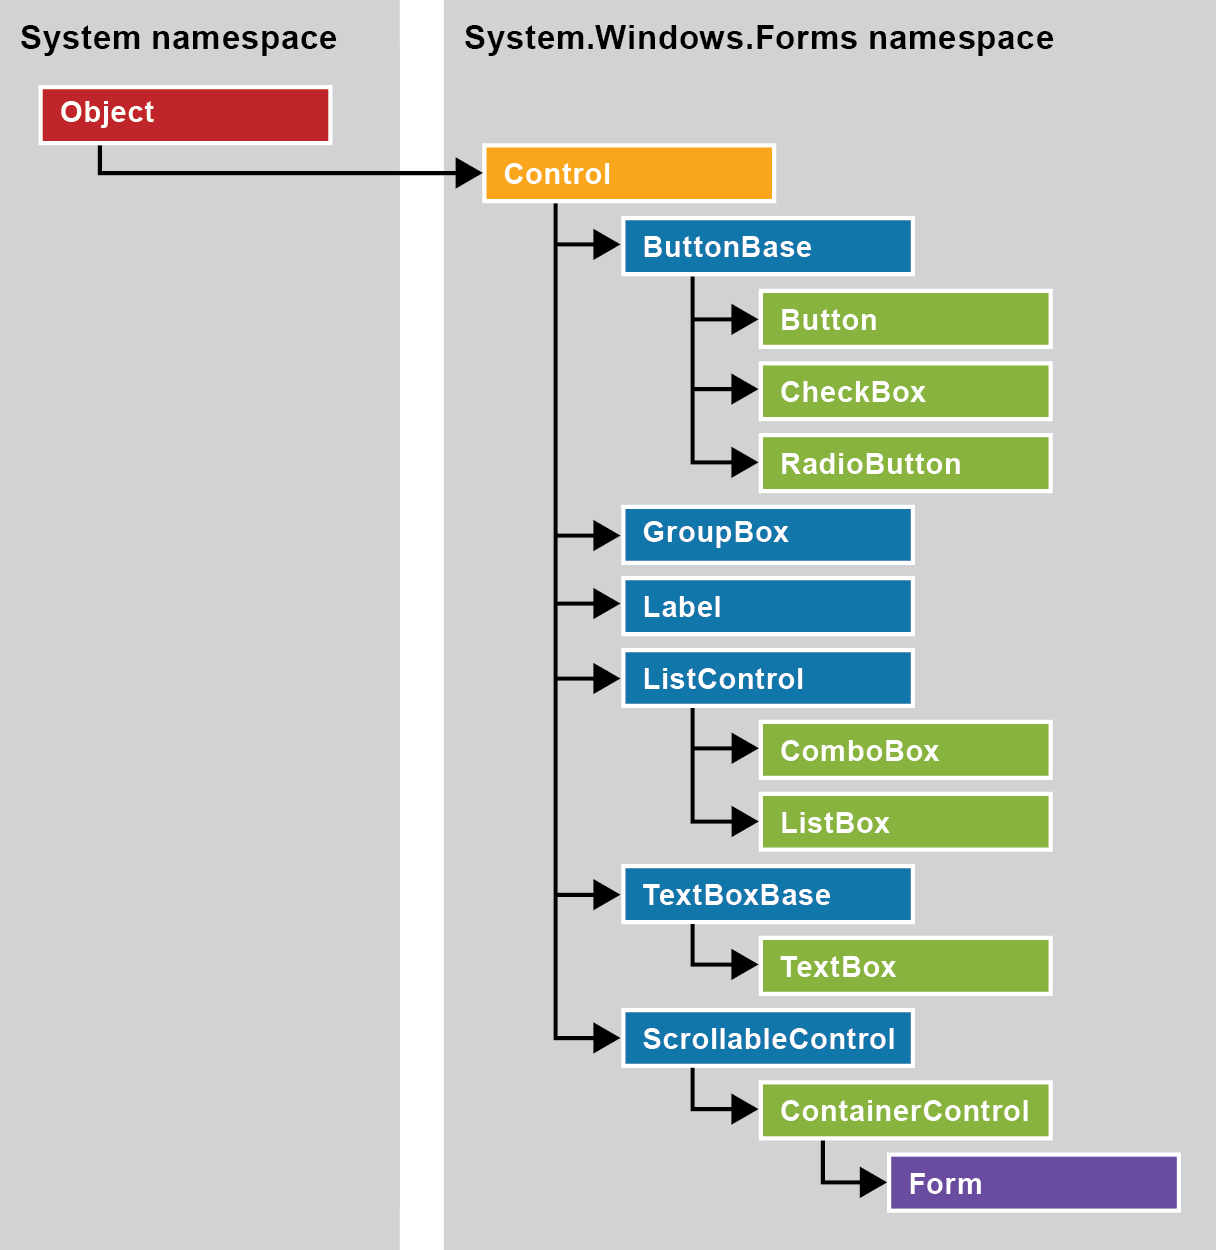 System namespace
System.Windows.Forms namespace
Object
Control
ButtonBase
Button
CheckBox
RadioButton
GroupBox
Label
ListControl
ComboBox
ListBox
TextBoxBase
TextBox
ScrollableControl
ContainerControl
Form